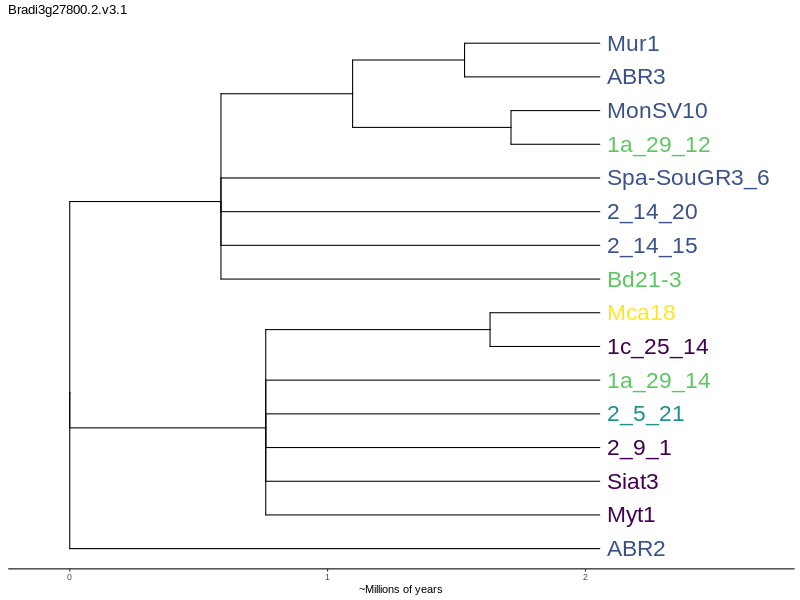 Bradi3g27800.2.v3.1
Mur1
ABR3
MonSV10
1a_29_12
Spa-SouGR3_6
2_14_20
2_14_15
Bd21-3
Mca18
1c_25_14
1a_29_14
2_5_21
2_9_1
Siat3
Myt1
ABR2
0 1 2
~Millions of years